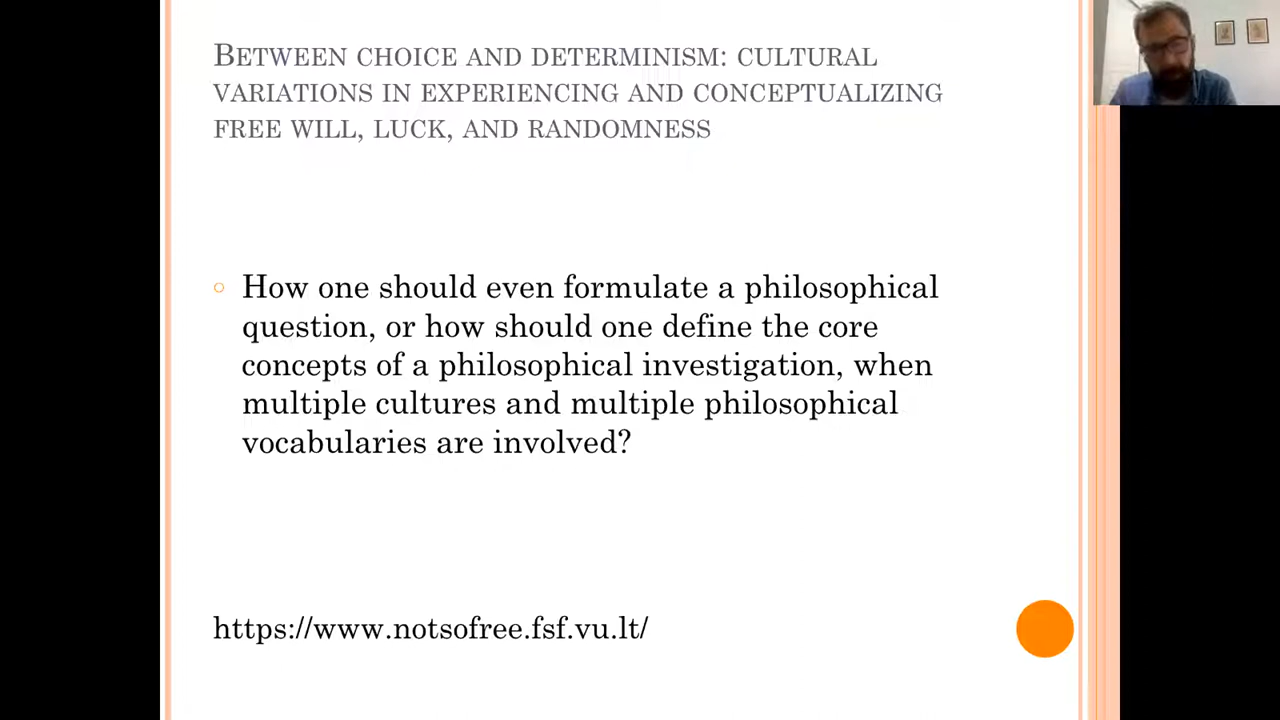 BETWEEN CHOICE AND DETERMINISM: CULTURAL
VARIATIONS IN EXPERIENCING AND CONCEPTUALIZING
FREE WILL, LUCK, AND RANDOMNESS
How one should even formulate a philosophical
question, or how should one define the core
concepts of a philosophical investigation, when
multiple cultures and multiple philosophical
vocabularies are involved?
https://www.notsofree.fsf.vu.lt/